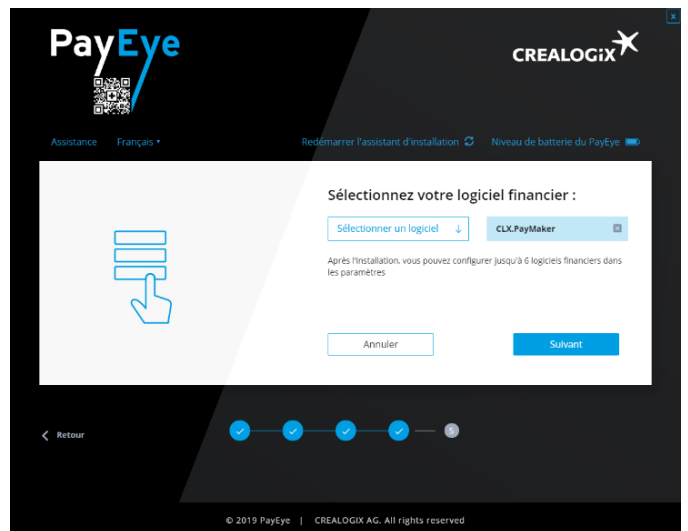 PayEye
CREALOGiX
x
Assistance Français
Redémarrer l'assistant d'installation Niveau de batterie du PayEye
Sélectionnez votre logiciel financier :
Sélectionner un logiciel ↓ CLX.PayMaker x
Après l'installation, vous pouvez configurer jusqu'à 6 logiciels financiers dans
les paramètres
Annuler Suivant
Retour
5
© 2019 PayEye | CREALOGIX AG. All rights reserved